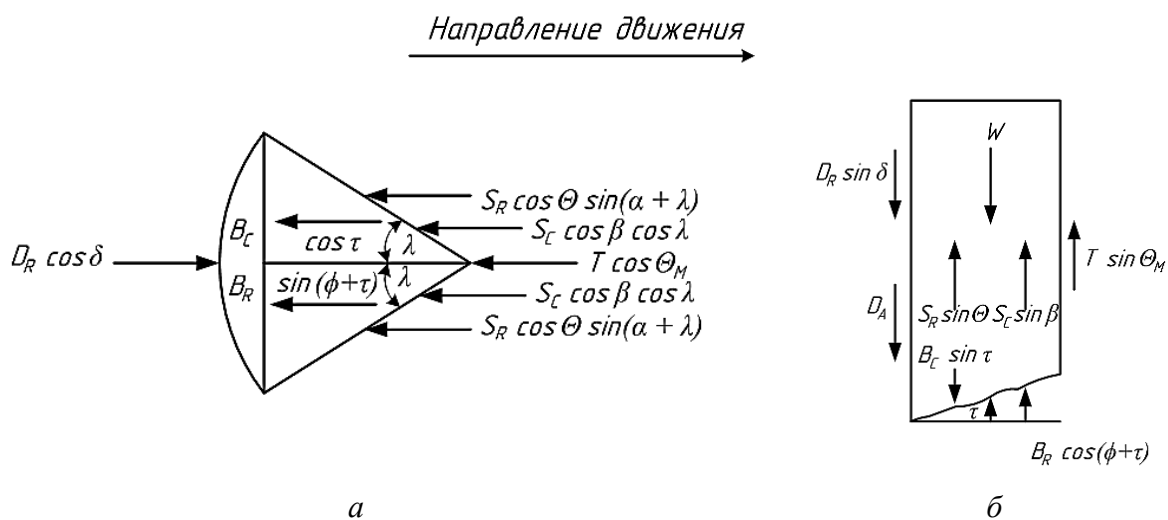 Направление движения
S_R cos Θ sin(α + λ)
S_C cos β cos λ
B_C
cos τ
λ
D_R cos δ
T cos Θ_M
B_R
sin (ϕ+τ)
λ
S_C cos β cos λ
S_R cos Θ sin(α + λ)
а
W
D_R sin δ
T sin Θ_M
D_A
S_R sin Θ S_C sin β
B_C sin τ
τ
B_R cos(ϕ+τ)
б